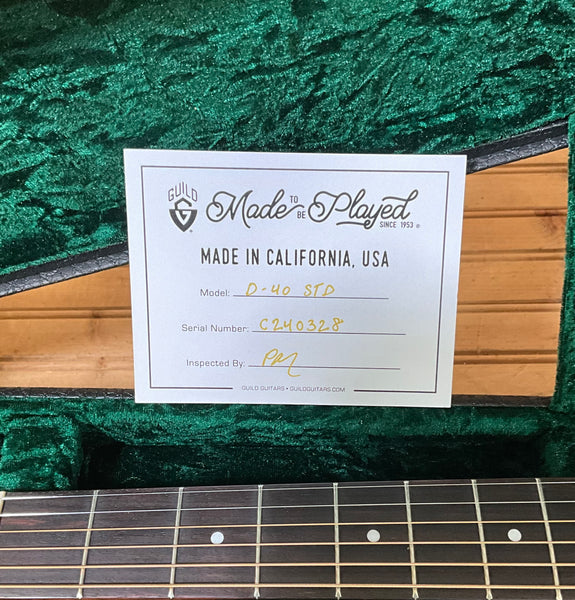 GUILD
Made TO BE Played
SINCE 1953 ®
MADE IN CALIFORNIA, USA
Model: D-40 STD
Serial Number: C240328
Inspected By: PM
GUILD GUITARS • GUILDGUITARS.COM